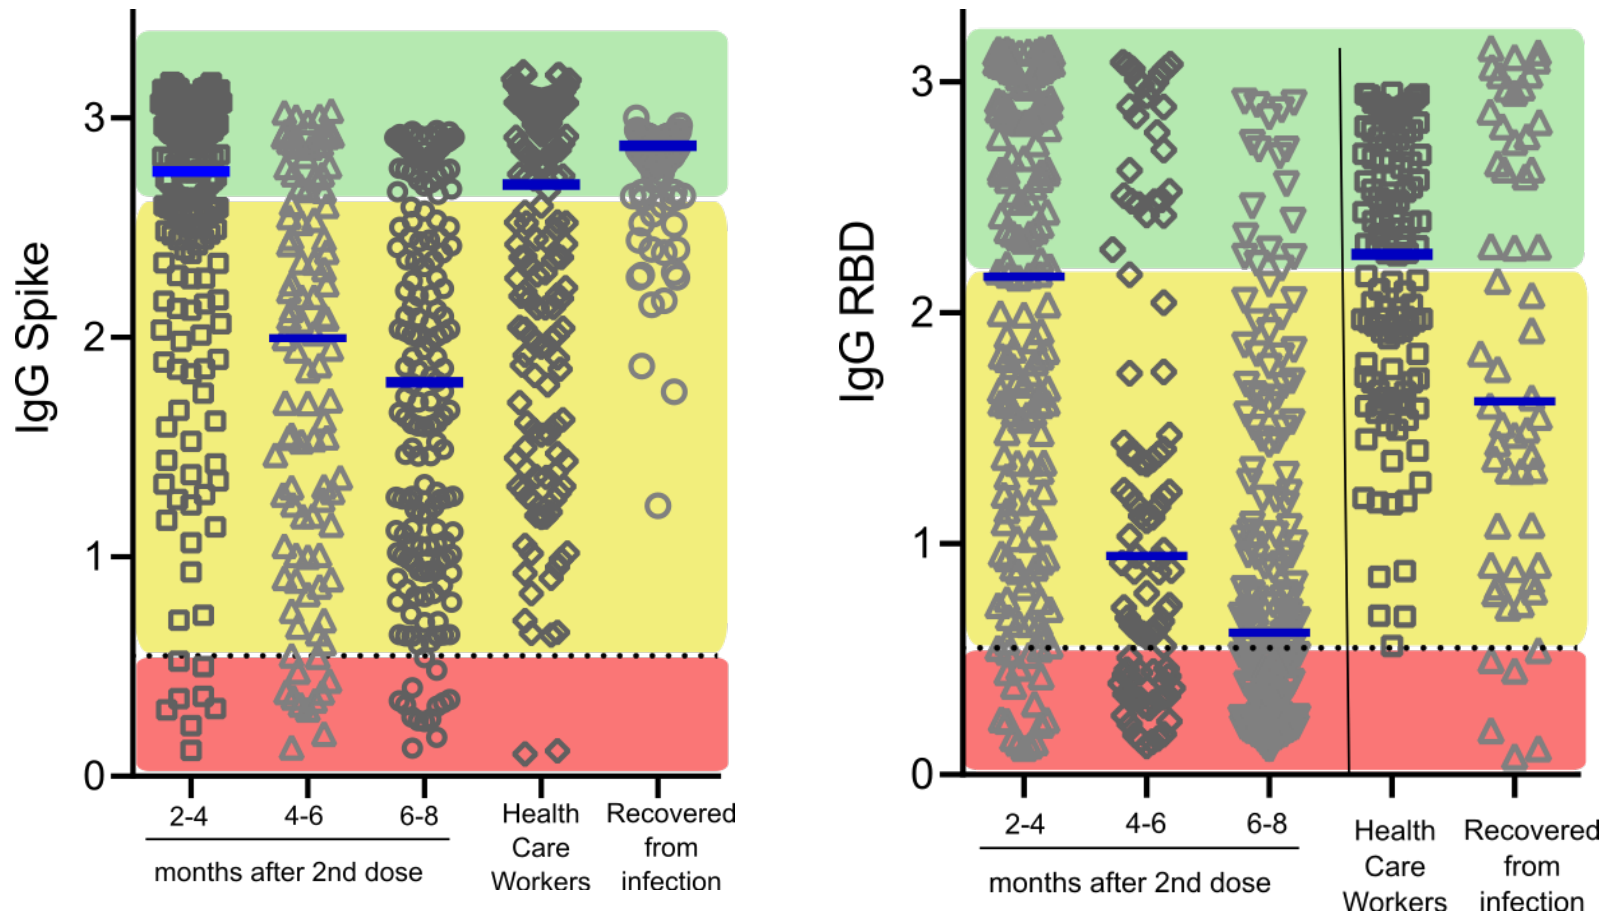 IgG Spike
3
2
1
0
2-4
4-6
6-8
months after 2nd dose
Health
Care
Workers
Recovered
from
infection
IgG RBD
3
2
1
0
2-4
4-6
6-8
months after 2nd dose
Health
Care
Workers
Recovered
from
infection